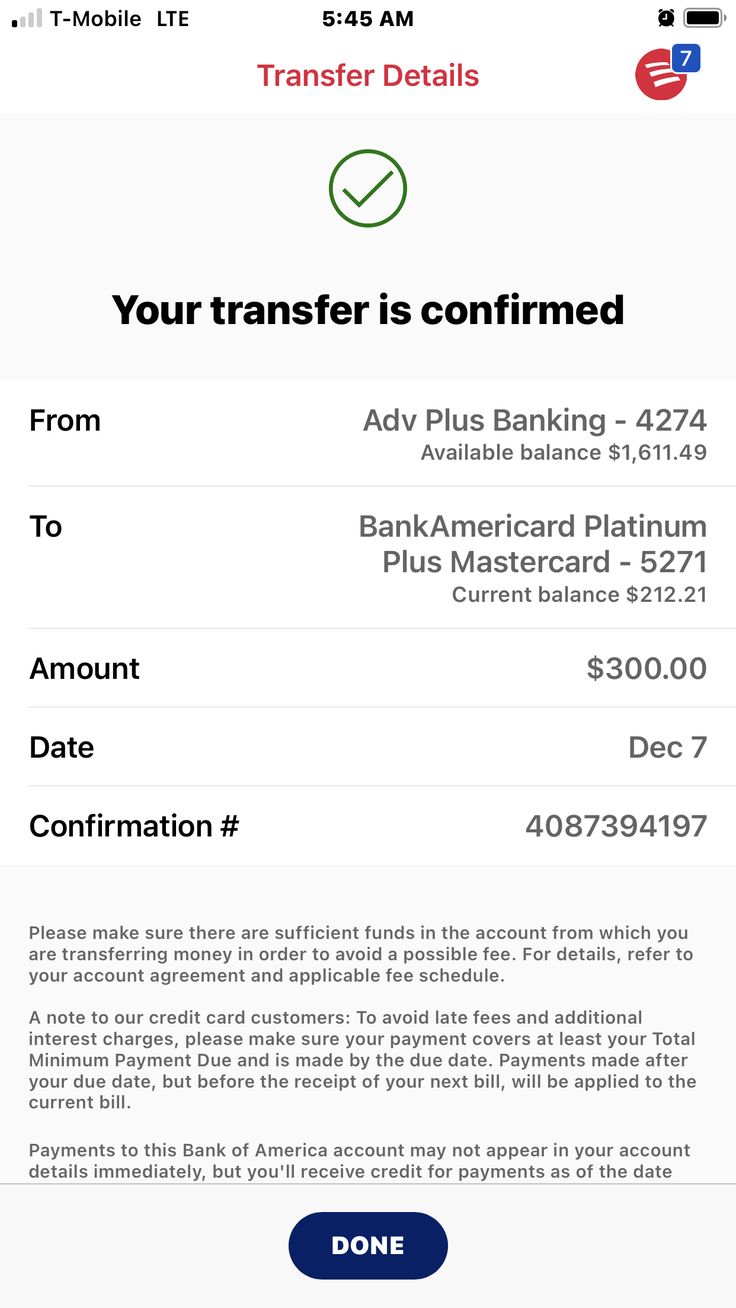 T-Mobile LTE 5:45 AM
Transfer Details 7
Your transfer is confirmed
From Adv Plus Banking - 4274
Available balance $1,611.49
To BankAmericard Platinum
Plus Mastercard - 5271
Current balance $212.21
Amount $300.00
Date Dec 7
Confirmation # 4087394197
Please make sure there are sufficient funds in the account from which you
are transferring money in order to avoid a possible fee. For details, refer to
your account agreement and applicable fee schedule.
A note to our credit card customers: To avoid late fees and additional
interest charges, please make sure your payment covers at least your Total
Minimum Payment Due and is made by the due date. Payments made after
your due date, but before the receipt of your next bill, will be applied to the
current bill.
Payments to this Bank of America account may not appear in your account
details immediately, but you'll receive credit for payments as of the date
DONE